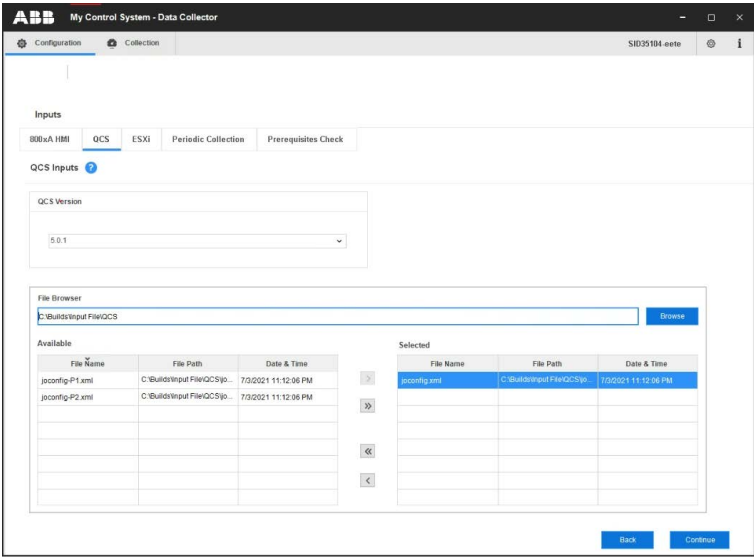 ABB My Control System - Data Collector
Configuration Collection SID35104-eete
Inputs
800xA HMI QCS ESXi Periodic Collection Prerequisites Check
QCS Inputs ?
QCS Version
5.0.1
File Browser
C:\Builds\Input File\QCS Browse
Available Selected
File Name File Path Date & Time File Name File Path Date & Time
joconfig-P1.xml C:\Builds\Input File\QCS\jo... 7/3/2021 11:12:06 PM joconfig.xml C:\Builds\Input File\QCS\jo... 7/3/2021 11:12:06 PM
joconfig-P2.xml C:\Builds\Input File\QCS\jo... 7/3/2021 11:12:06 PM
Back Continue